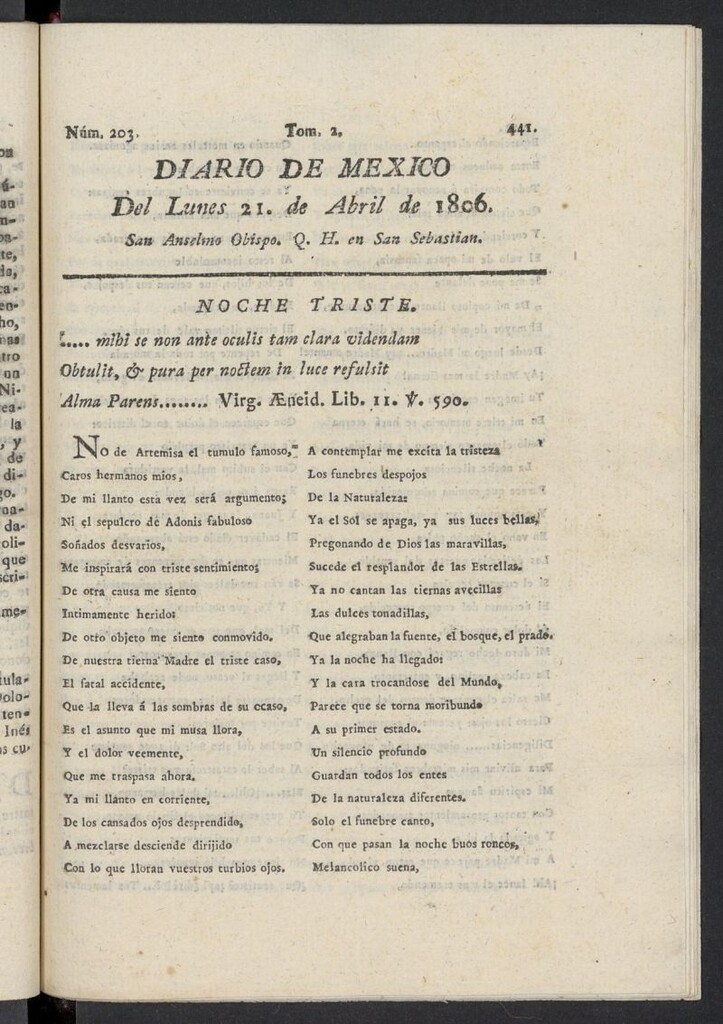 Núm. 203. Tom. 2. 441.
DIARIO DE MEXICO
Del Lunes 21. de Abril de 1806.
San Anselmo Obispo. Q. H. en San Sebastian.
NOCHE TRISTE.
..... mihi se non ante oculis tam clara videndam
Obtulit, & pura per noctem in luce refulsit
Alma Parens........ Virg. Æneid. Lib. 11. ℣. 590.
No de Artemisa el tumulo famoso,
Caros hermanos mios,
De mi llanto esta vez será argumento;
Ni el sepulcro de Adonis fabuloso
Soñados desvarios,
Me inspirará con triste sentimiento;
De otra causa me siento
Intimamente herido:
De otro objeto me siento conmovido.
De nuestra tierna Madre el triste caso,
El fatal accidente,
Que la lleva á las sombras de su ocaso,
Es el asunto que mi musa llora,
Y el dolor veemente,
Que me traspasa ahora.
Ya mi llanto en corriente,
De los cansados ojos desprendido,
A mezclarse desciende dirijido
Con lo que lloran vuestros turbios ojos.
A contemplar me excita la tristeza
Los funebres despojos
De la Naturaleza:
Ya el Sol se apaga, ya sus luces bellas,
Pregonando de Dios las maravillas,
Sucede el resplandor de las Estrellas.
Ya no cantan las tiernas avecillas
Las dulces tonadillas,
Que alegraban la fuente, el bosque, el prado.
Ya la noche ha llegado:
Y la cara trocandose del Mundo,
Parece que se torna moribundo
A su primer estado.
Un silencio profundo
Guardan todos los entes
De la naturaleza diferentes.
Solo el funebre canto,
Con que pasan la noche buos roncos,
Melancolico suena,